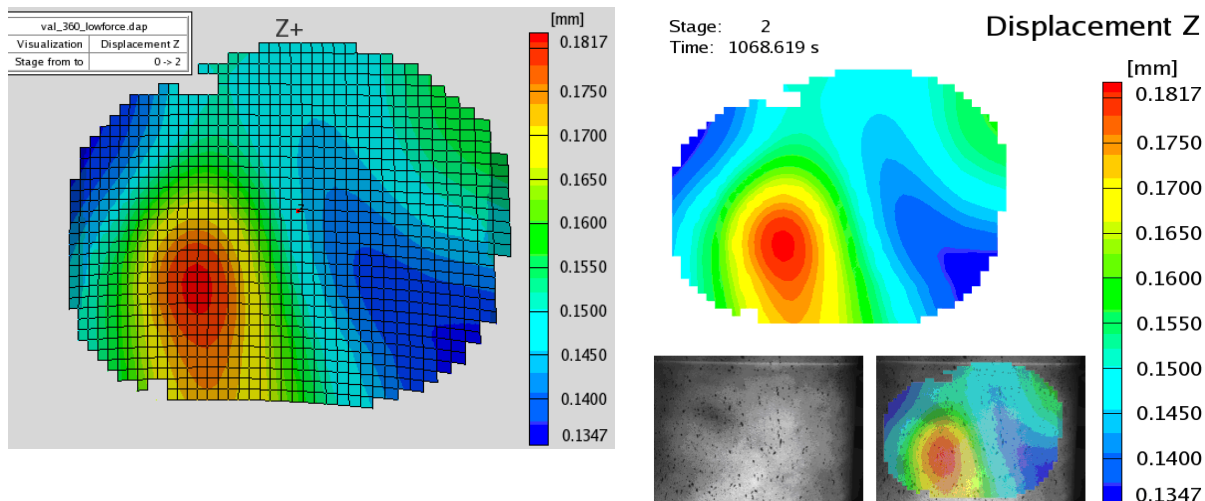 val_360_lowforce.dap
Visualization Displacement Z
Stage from to 0 -> 2
Z+
[mm]
0.1817
0.1750
0.1700
0.1650
0.1600
0.1550
0.1500
0.1450
0.1400
0.1347
Z
Stage: 2
Time: 1068.619 s
Displacement Z
[mm]
0.1817
0.1750
0.1700
0.1650
0.1600
0.1550
0.1500
0.1450
0.1400
0.1347